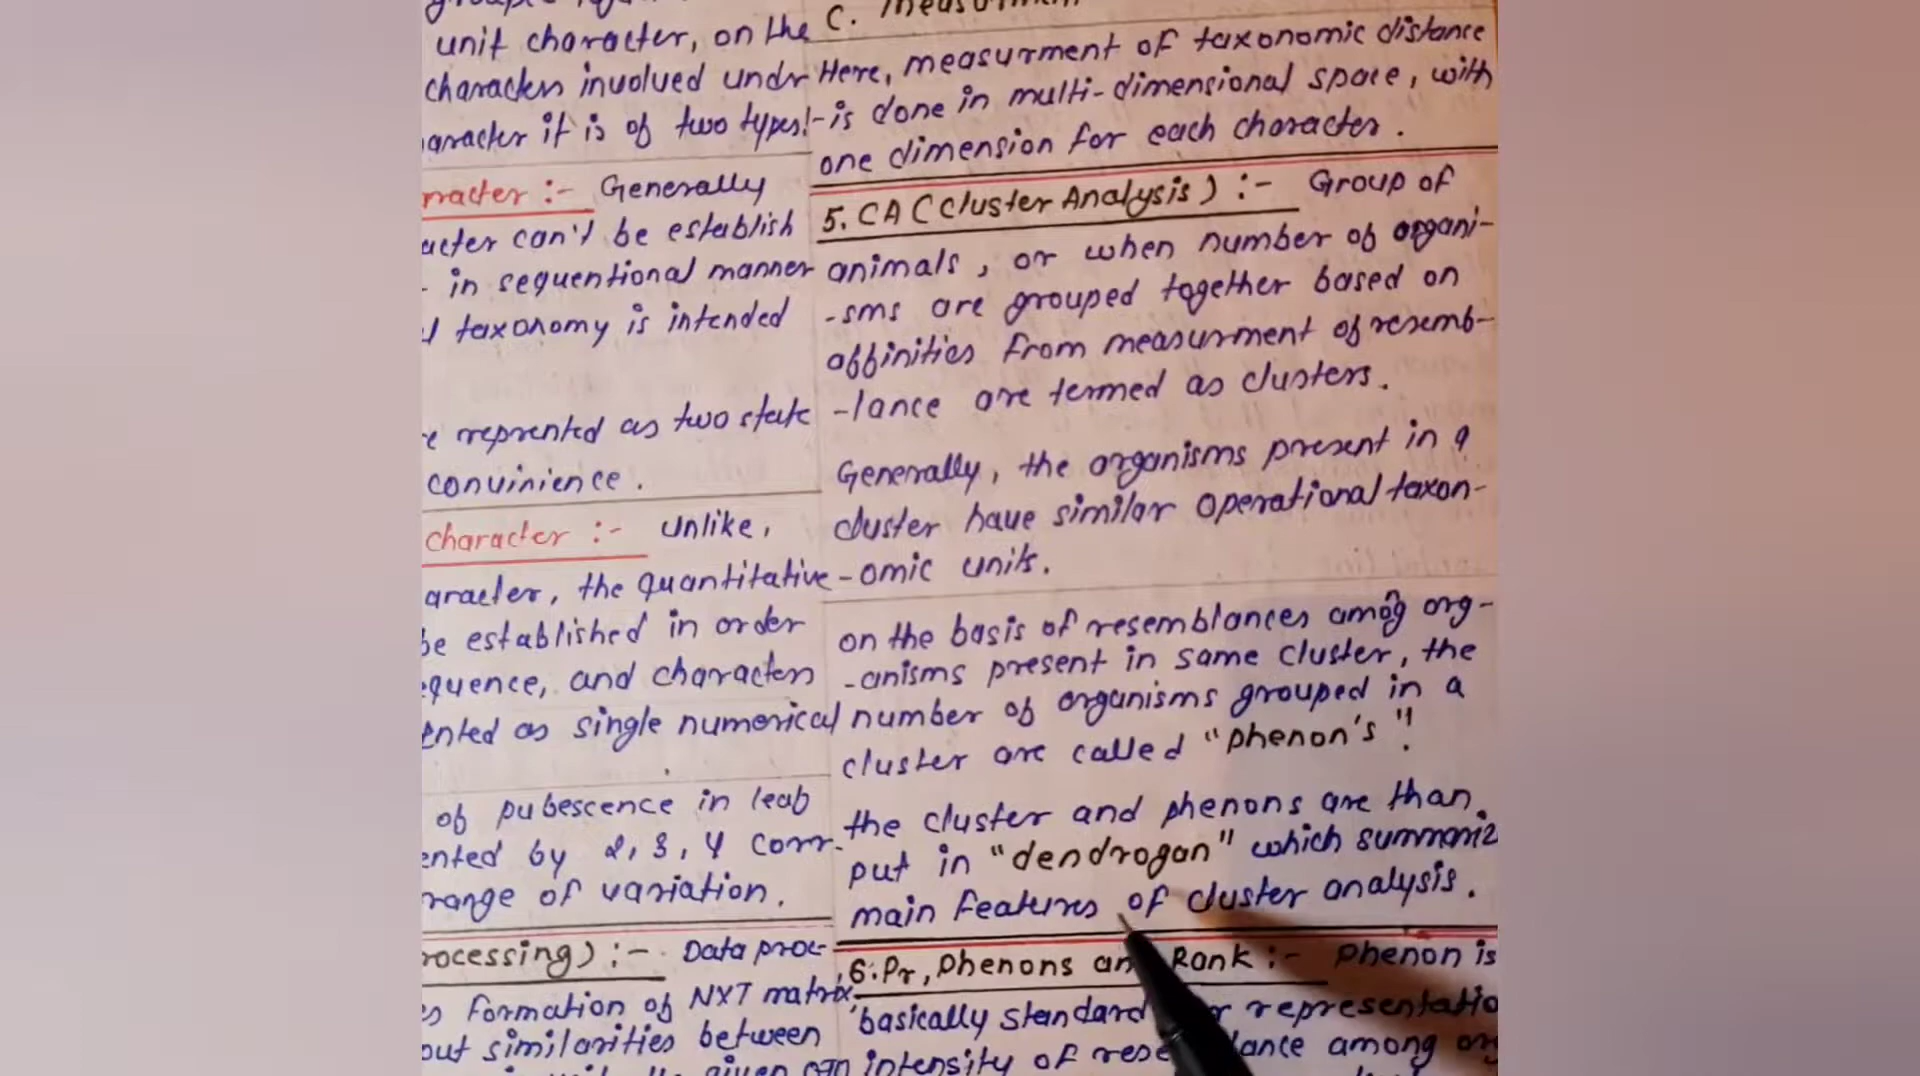 unit character, on the
characters involved undr
aracter it is of two types!-
racter :- Generally
acter can't be establish
- in sequentional manner
l taxonomy is intended
e reprented as two state
convinience.
character :- Unlike,
aracter, the quantitative
be established in order
equence, and characters
ented as single numerical
of pubescence in leaf
ented by 2, 3, 4 corr-
range of variation.
rocessing) :- Data proc-
es formation of NXT matrix
out similarities between
given
C.
Here, measurment of taxonomic distance
is done in multi-dimensional space, with
one dimension for each character.
5. CA (Cluster Analysis) :- Group of
animals, or when number of organi-
-sms are grouped together based on
affinities from measurment of resemb-
-lance are termed as clusters.
Generally, the organisms present in a
cluster have similar operational taxon-
-omic units.
on the basis of resemblances amog org-
-anisms present in same cluster, the
number of organisms grouped in a
cluster are called "phenon's".
the cluster and phenons are than
put in "dendrogan" which summariz
main features of cluster analysis.
6. Pr, Phenons an Rank :- Phenon is
basically standard r representatio
intensity of rese lance among org